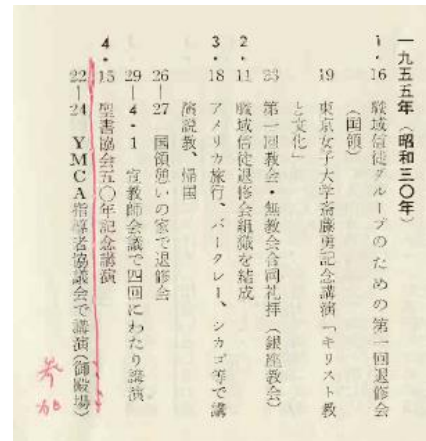 一九五五年（昭和三〇年）
1・16　職域信徒グループのための第一回退修会
（国領）
19　東京女子大学斎藤勇記念講演「キリスト教
と文化」
23　第一回教会・無教会合同礼拝（銀座教会）
2・11　職域信徒退修会組織を結成
3・18　アメリカ旅行、バークレー、シカゴ等で講
演説教、帰国
26—27　国領憩いの家で退修会
29—4・1　宣教師会議で四回にわたり講演
4・15　聖書協会五〇年記念講演
22—24　YMCA指導者協議会で講演（御殿場）
参加